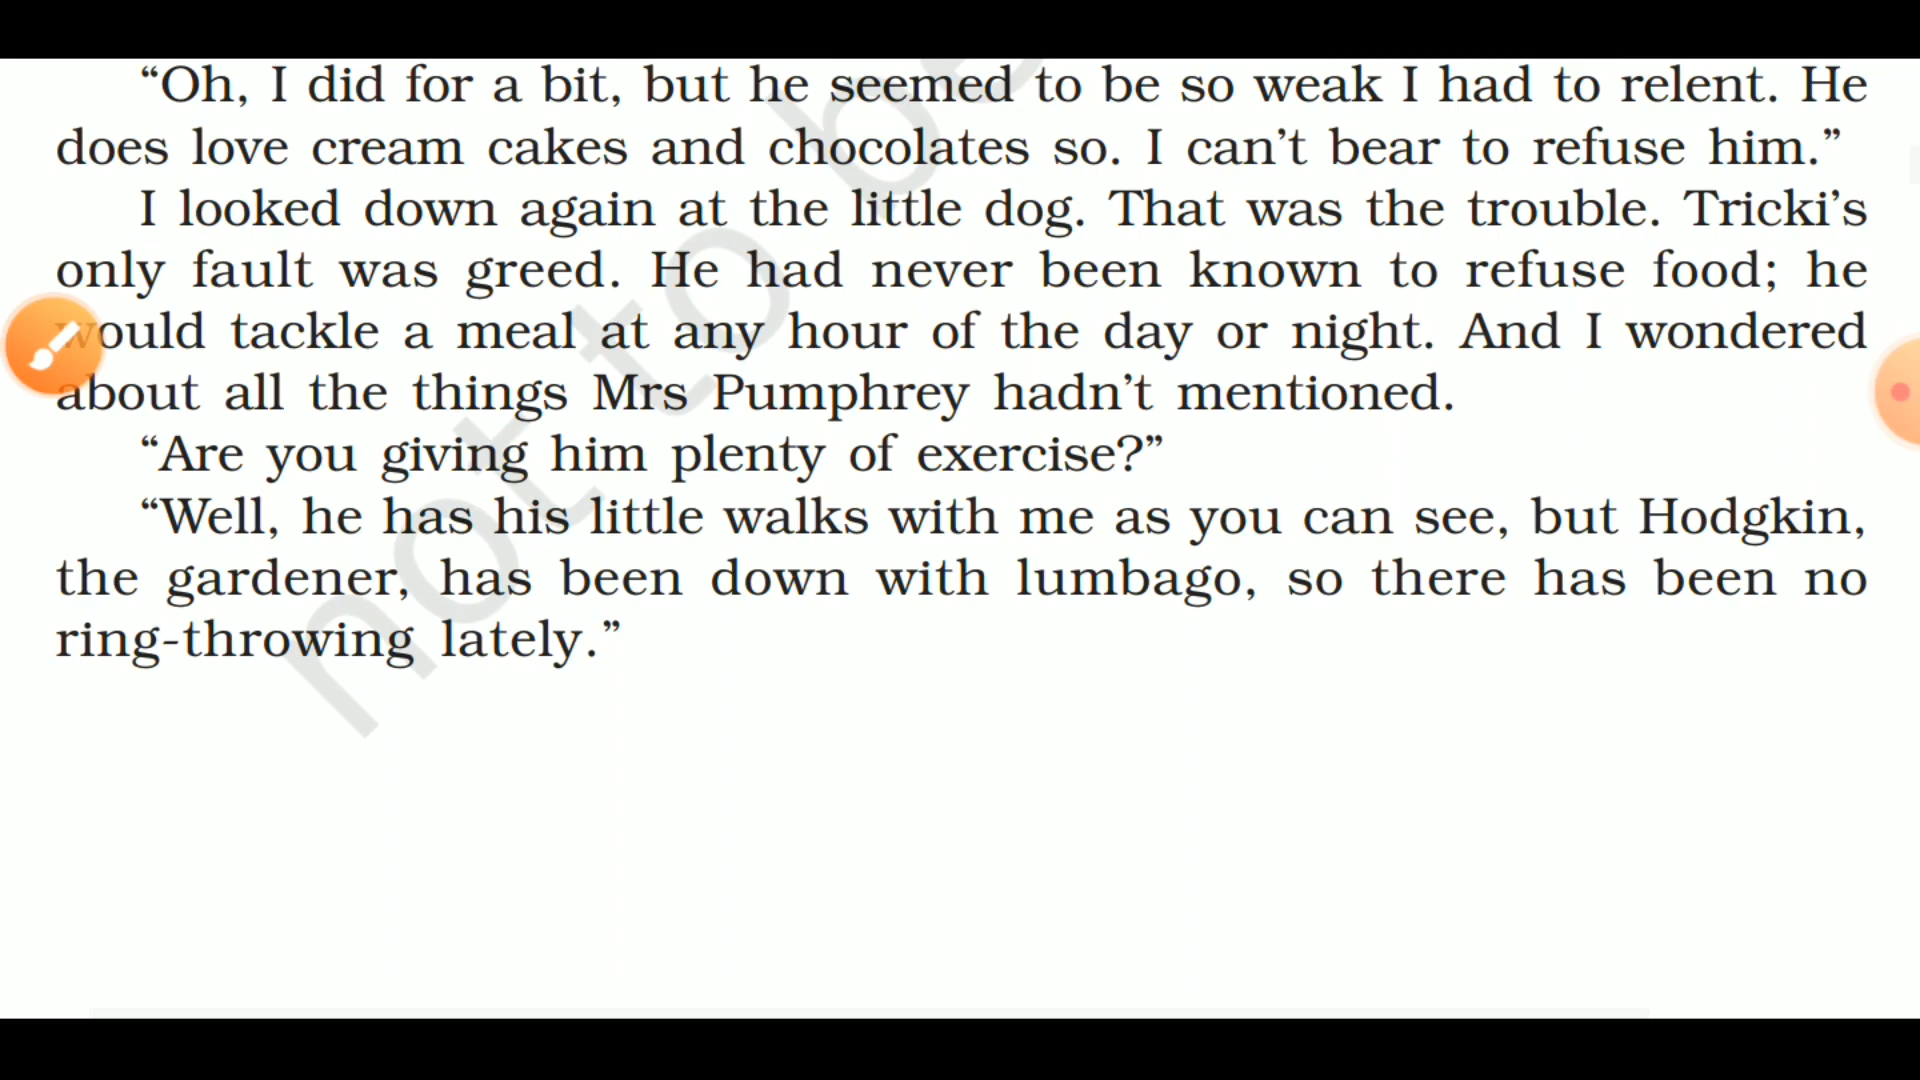 “Oh, I did for a bit, but he seemed to be so weak I had to relent. He
does love cream cakes and chocolates so. I can’t bear to refuse him.”
I looked down again at the little dog. That was the trouble. Tricki’s
only fault was greed. He had never been known to refuse food; he
would tackle a meal at any hour of the day or night. And I wondered
about all the things Mrs Pumphrey hadn’t mentioned.
“Are you giving him plenty of exercise?”
“Well, he has his little walks with me as you can see, but Hodgkin,
the gardener, has been down with lumbago, so there has been no
ring-throwing lately.”
not to be